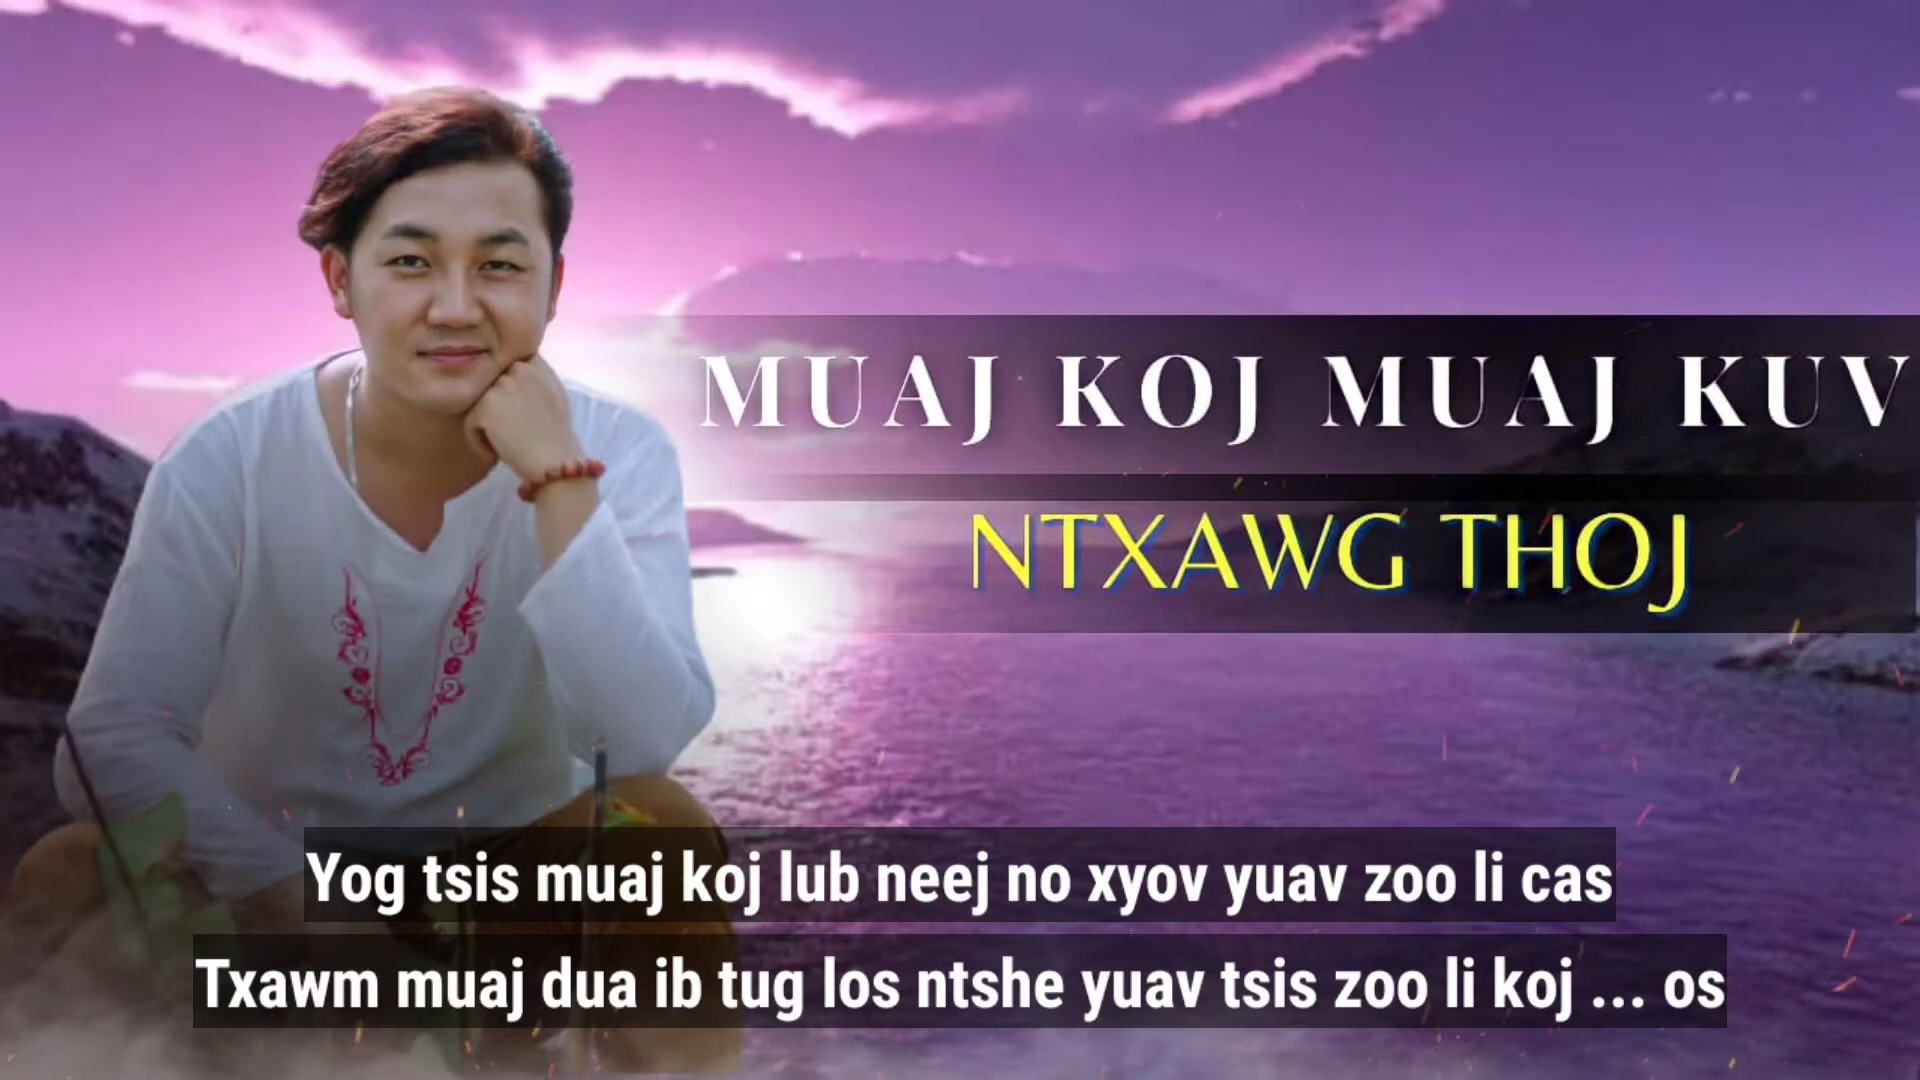 MUAJ KOJ MUAJ KUV
NTXAWG THOJ
Yog tsis muaj koj lub neej no xyov yuav zoo li cas
Txawm muaj dua ib tug los ntshe yuav tsis zoo li koj ... os